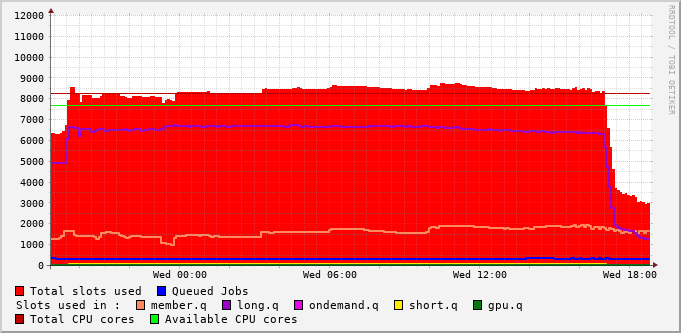 RRDTOOL / TOBI OETIKER
12000
11000
10000
9000
8000
7000
6000
5000
4000
3000
2000
1000
0
Wed 00:00 Wed 06:00 Wed 12:00 Wed 18:00
Total slots used Queued Jobs
Slots used in : member.q long.q ondemand.q short.q gpu.q
Total CPU cores Available CPU cores